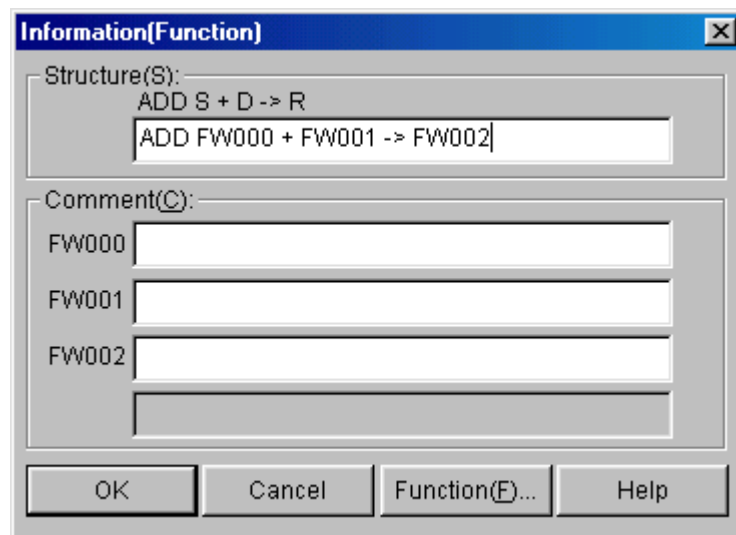 Information(Function)
Structure(S):
ADD S + D -> R
ADD FW000 + FW001 -> FW002
Comment(C):
FW000
FW001
FW002
OK Cancel Function(F)... Help